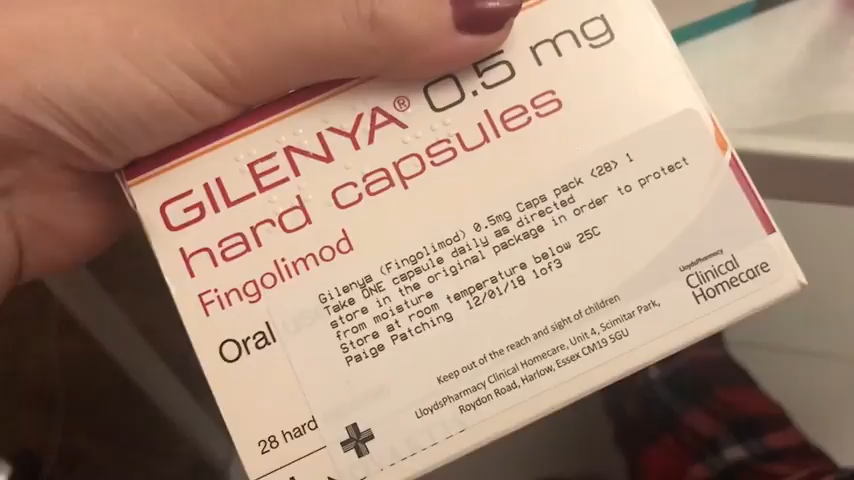 GILENYA® 0.5 mg
hard capsules
Fingolimod
Oral
28 hard
Gilenya (Fingolimod) 0.5mg Caps pack (28) 1
Take ONE capsule daily as directed
store in the original package in order to protect
from moisture
Store at room temperature below 25C
Paige Patching 12/01/18 1of3
Keep out of the reach and sight of children
LloydsPharmacy Clinical Homecare, Unit 4, Scimitar Park,
Roydon Road, Harlow, Essex CM19 5GU
LloydsPharmacy
Clinical
Homecare